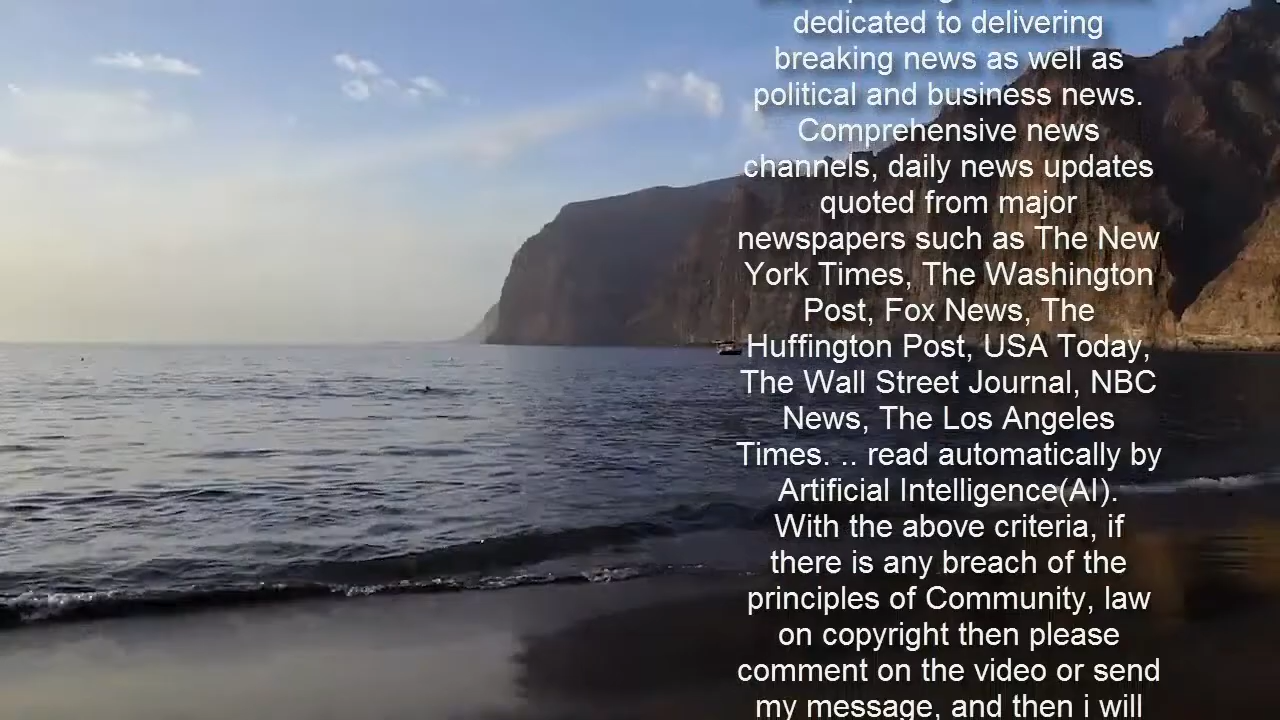 dedicated to delivering
breaking news as well as
political and business news.
Comprehensive news
channels, daily news updates
quoted from major
newspapers such as The New
York Times, The Washington
Post, Fox News, The
Huffington Post, USA Today,
The Wall Street Journal, NBC
News, The Los Angeles
Times. .. read automatically by
Artificial Intelligence(AI).
With the above criteria, if
there is any breach of the
principles of Community, law
on copyright then please
comment on the video or send
my message, and then i will